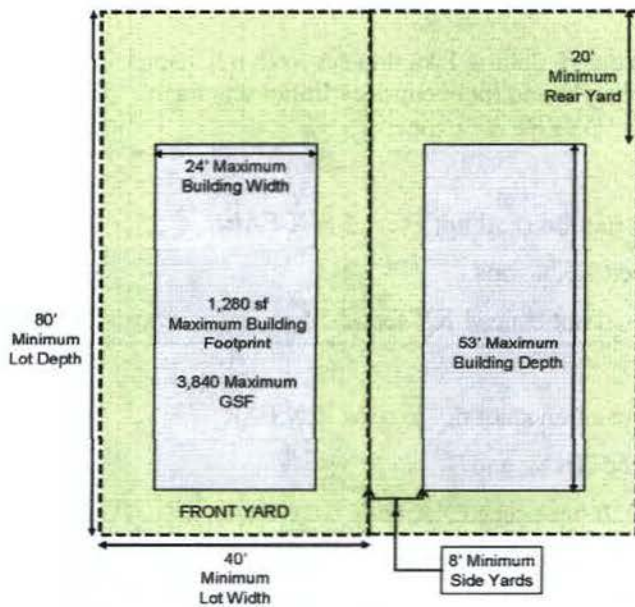 20'
Minimum
Rear Yard
24' Maximum
Building Width
80'
Minimum
Lot Depth
1,280 sf
Maximum Building
Footprint
3,840 Maximum
GSF
53' Maximum
Building Depth
FRONT YARD
40'
Minimum
Lot Width
8' Minimum
Side Yards